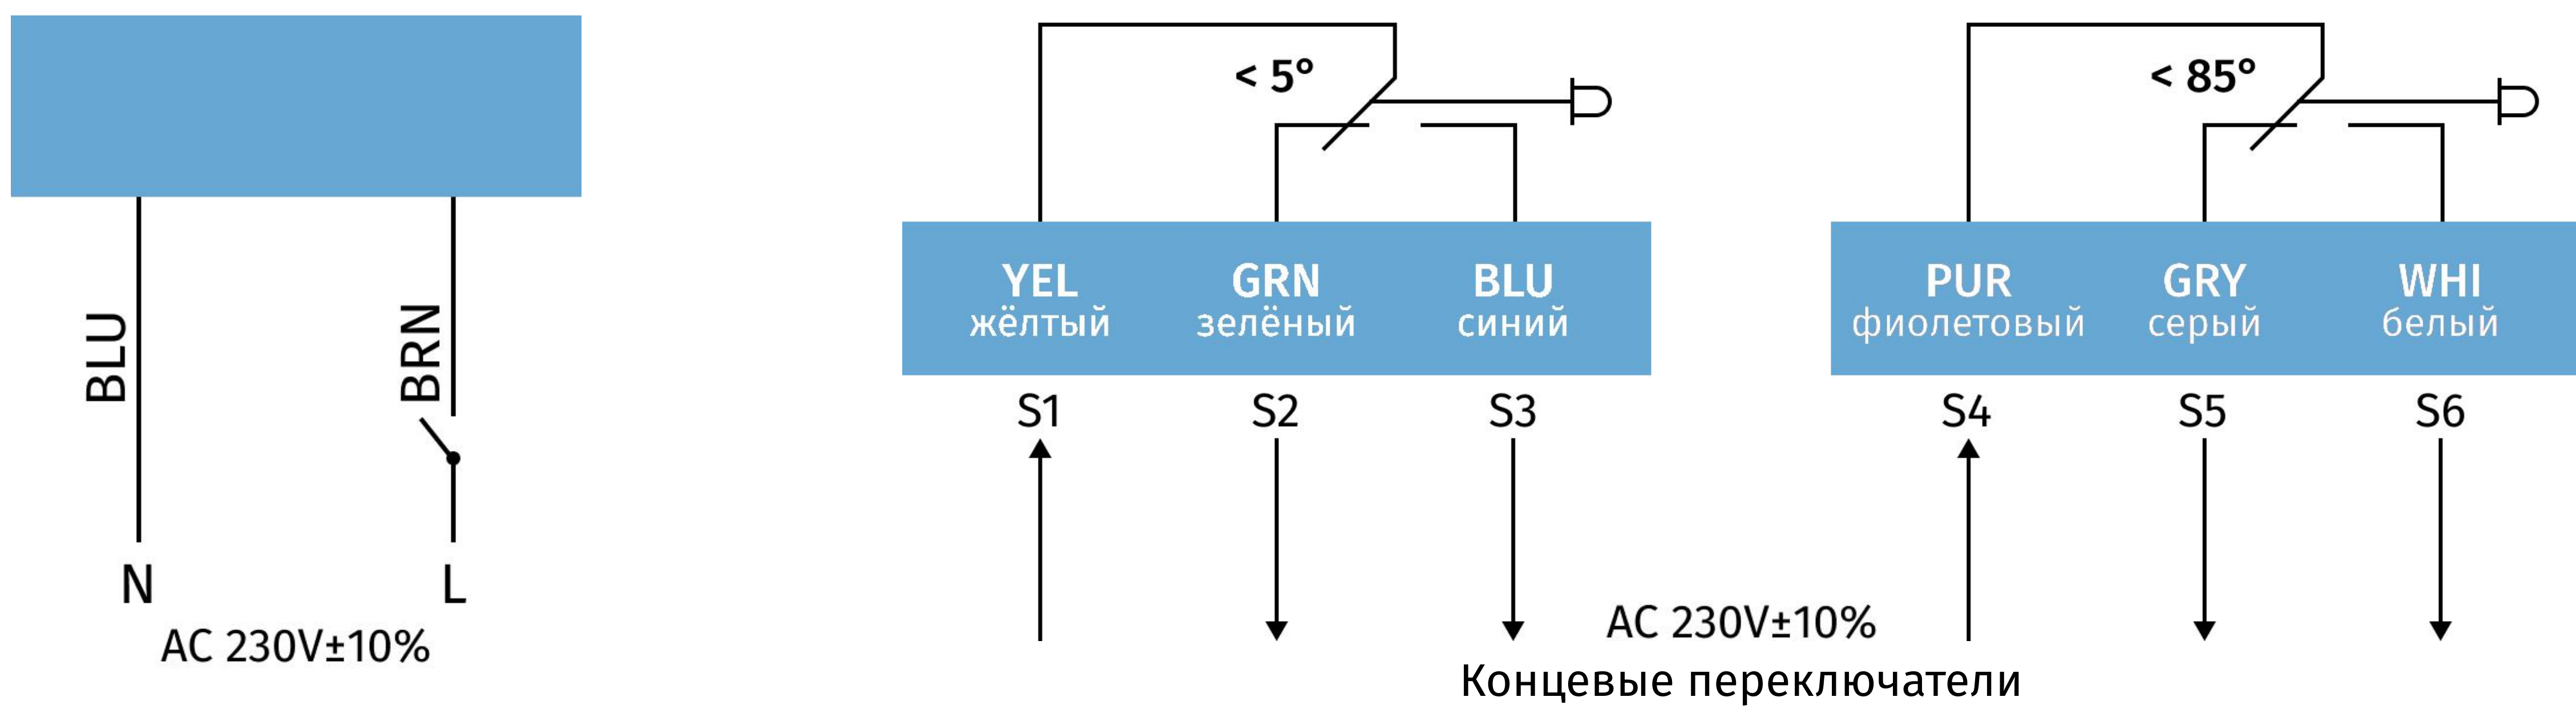 BLU
BRN
N
L
AC 230V±10%
< 5°
YEL
жёлтый
GRN
зелёный
BLU
синий
S1
S2
S3
< 85°
PUR
фиолетовый
GRY
серый
WHI
белый
S4
S5
S6
AC 230V±10%
Концевые переключатели